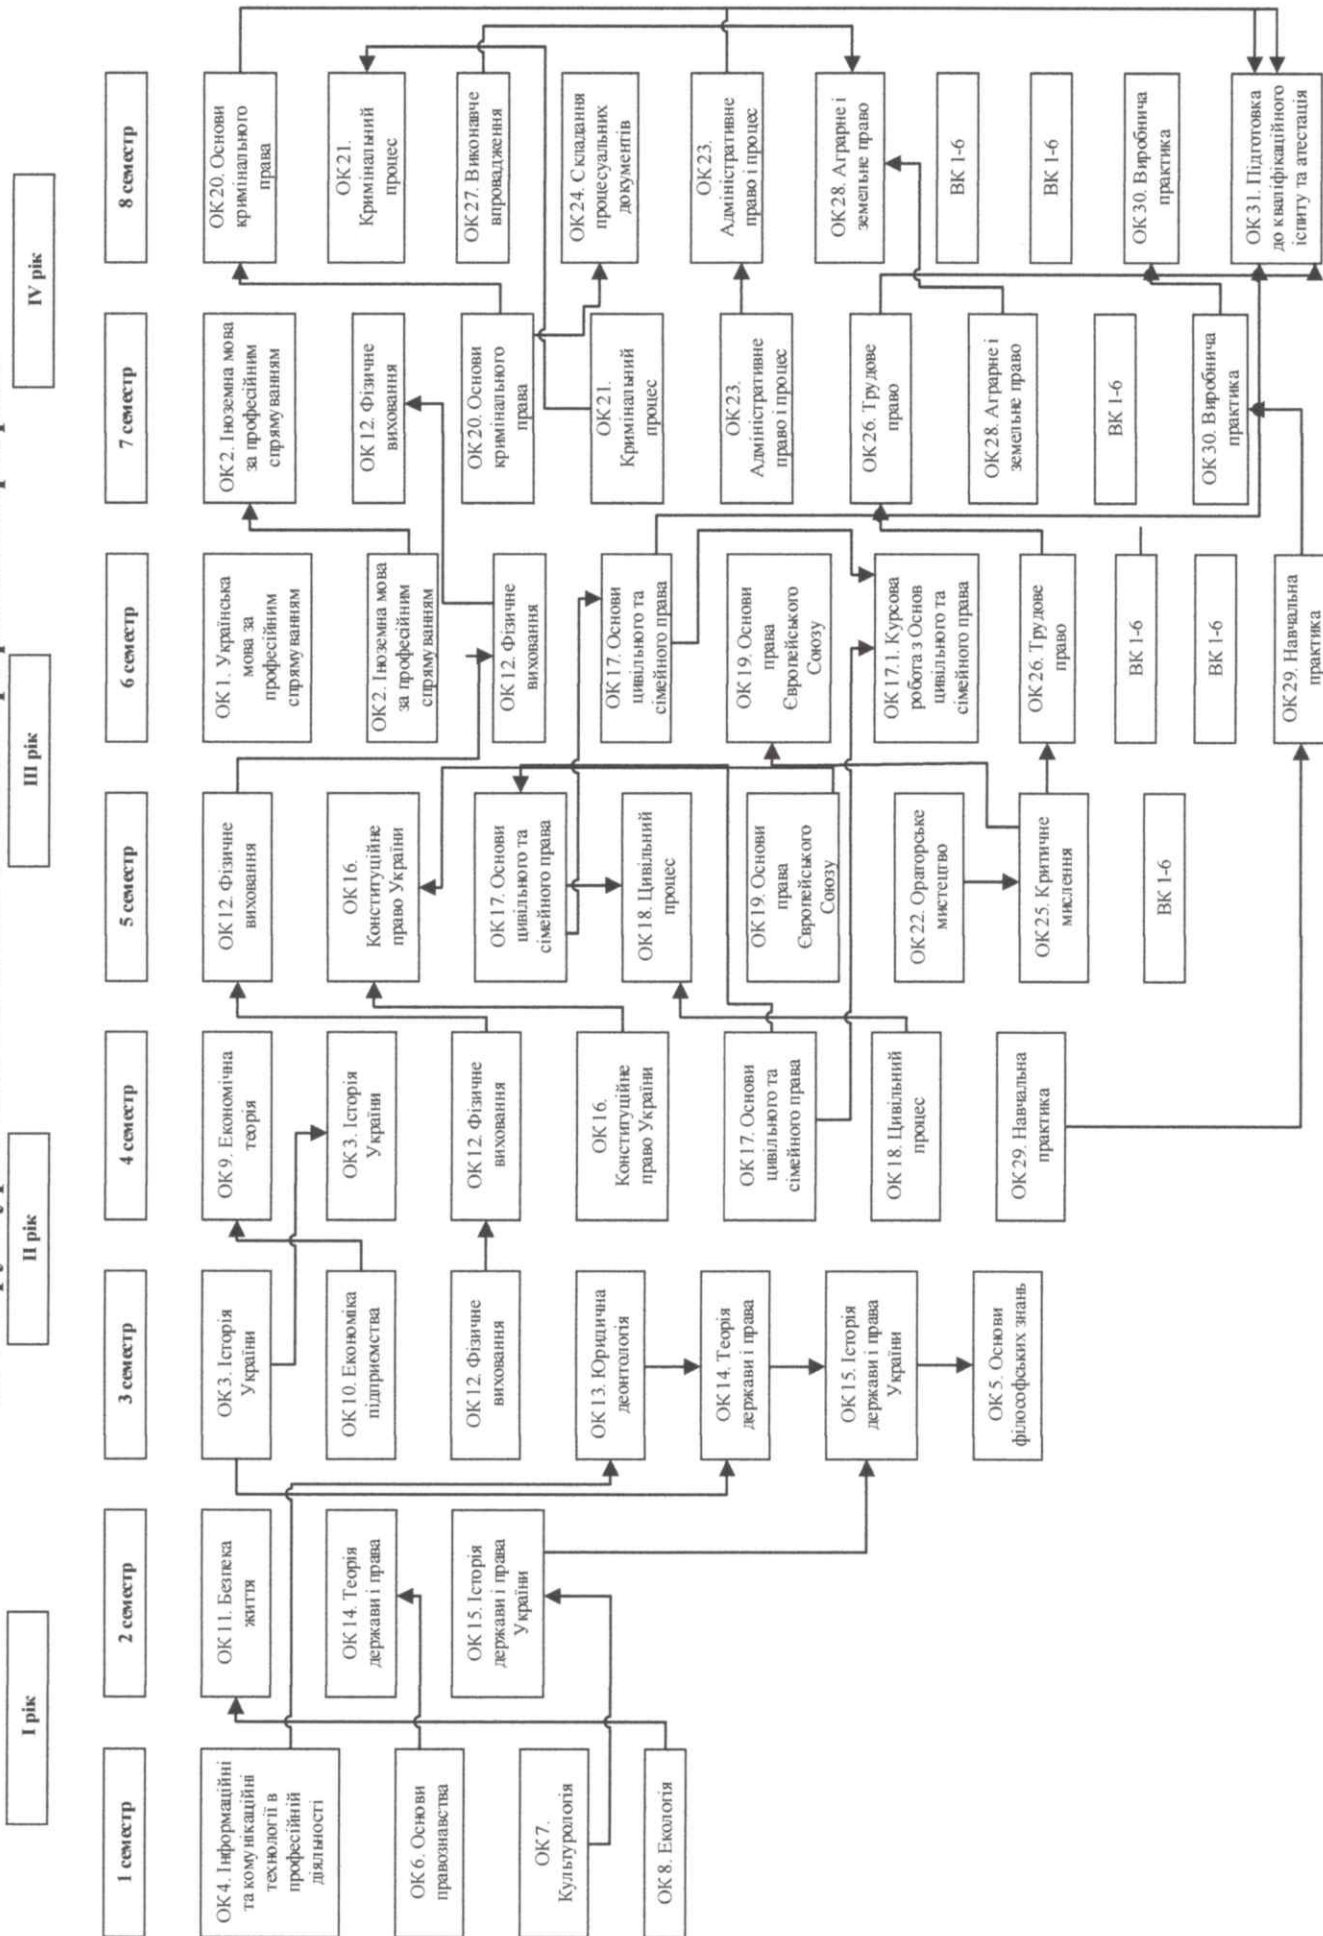 I рік
II рік
III рік
IV рік
1 семестр
2 семестр
3 семестр
4 семестр
5 семестр
6 семестр
7 семестр
8 семестр
ОК 4. Інформаційні
та комунікаційні
технології в
професійній
діяльності
ОК 6. Основи
правознавства
ОК 7.
Культурологія
ОК 8. Екологія
ОК 11. Безпека
життя
ОК 14. Теорія
держави і права
ОК 15. Історія
держави і права
України
ОК 3. Історія
України
ОК 10. Економіка
підприємства
ОК 12. Фізичне
виховання
ОК 13. Юридична
деонтологія
ОК 14. Теорія
держави і права
ОК 15. Історія
держави і права
України
ОК 5. Основи
філософських знань
ОК 9. Економічна
теорія
ОК 3. Історія
України
ОК 12. Фізичне
виховання
ОК 16.
Конституційне
право України
ОК 17. Основи
цивільного та
сімейного права
ОК 18. Цивільний
процес
ОК 29. Навчальна
практика
ОК 12. Фізичне
виховання
ОК 16.
Конституційне
право України
ОК 17. Основи
цивільного та
сімейного права
ОК 18. Цивільний
процес
ОК 19. Основи
права
Європейського
Союзу
ОК 22. Ораторське
мистецтво
ОК 25. Критичне
мислення
ВК 1-6
ОК 1. Українська
мова за
професійним
спрямуванням
ОК 2. Іноземна мова
за професійним
спрямуванням
ОК 12. Фізичне
виховання
ОК 17. Основи
цивільного та
сімейного права
ОК 19. Основи
права
Європейського
Союзу
ОК 17.1. Курсова
робота з Основ
цивільного та
сімейного права
ОК 26. Трудове
право
ВК 1-6
ВК 1-6
ОК 29. Навчальна
практика
ОК 2. Іноземна мова
за професійним
спрямуванням
ОК 12. Фізичне
виховання
ОК 20. Основи
кримінального
права
ОК 21.
Кримінальний
процес
ОК 23.
Адміністративне
право і процес
ОК 26. Трудове
право
ОК 28. Аграрне і
земельне право
ВК 1-6
ОК 30. Виробнича
практика
ОК 20. Основи
кримінального
права
ОК 21.
Кримінальний
процес
ОК 27. Виконавче
впровадження
ОК 24. Складання
процесуальних
документів
ОК 23.
Адміністративне
право і процес
ОК 28. Аграрне і
земельне право
ВК 1-6
ВК 1-6
ОК 30. Виробнича
практика
ОК 31. Підготовка
до кваліфікаційного
іспиту та атестація